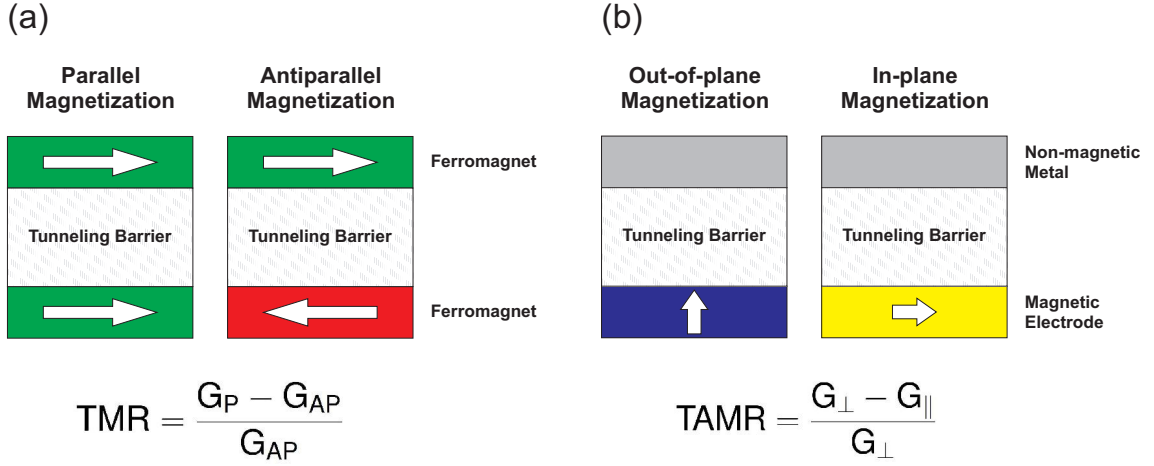 (a)
Parallel
Magnetization
Antiparallel
Magnetization
Tunneling Barrier
Tunneling Barrier
Ferromagnet
Ferromagnet
TMR = (G_P − G_AP) / G_AP
(b)
Out-of-plane
Magnetization
In-plane
Magnetization
Non-magnetic
Metal
Tunneling Barrier
Tunneling Barrier
Magnetic
Electrode
TAMR = (G_⊥ − G_∥) / G_⊥